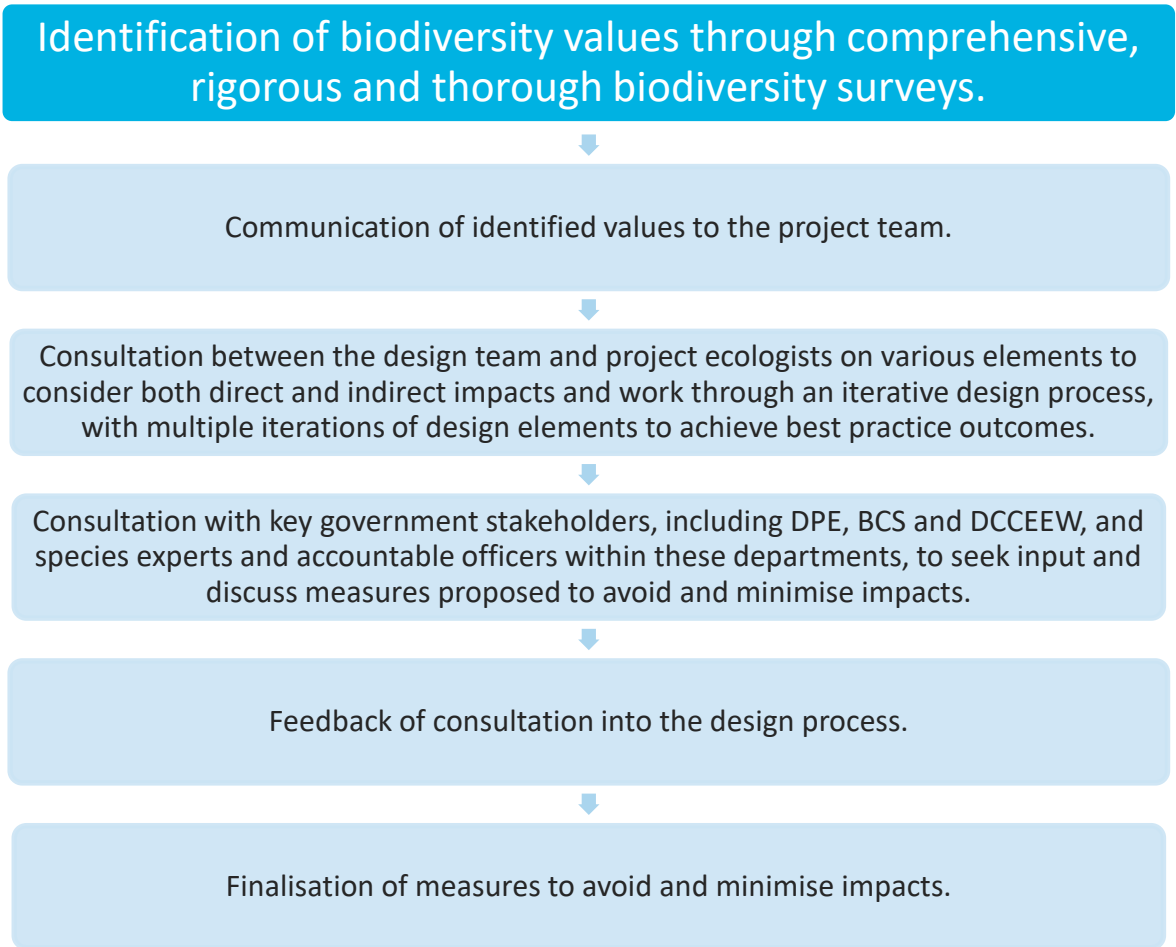 Identification of biodiversity values through comprehensive,
rigorous and thorough biodiversity surveys.
Communication of identified values to the project team.
Consultation between the design team and project ecologists on various elements to
consider both direct and indirect impacts and work through an iterative design process,
with multiple iterations of design elements to achieve best practice outcomes.
Consultation with key government stakeholders, including DPE, BCS and DCCEEW, and
species experts and accountable officers within these departments, to seek input and
discuss measures proposed to avoid and minimise impacts.
Feedback of consultation into the design process.
Finalisation of measures to avoid and minimise impacts.